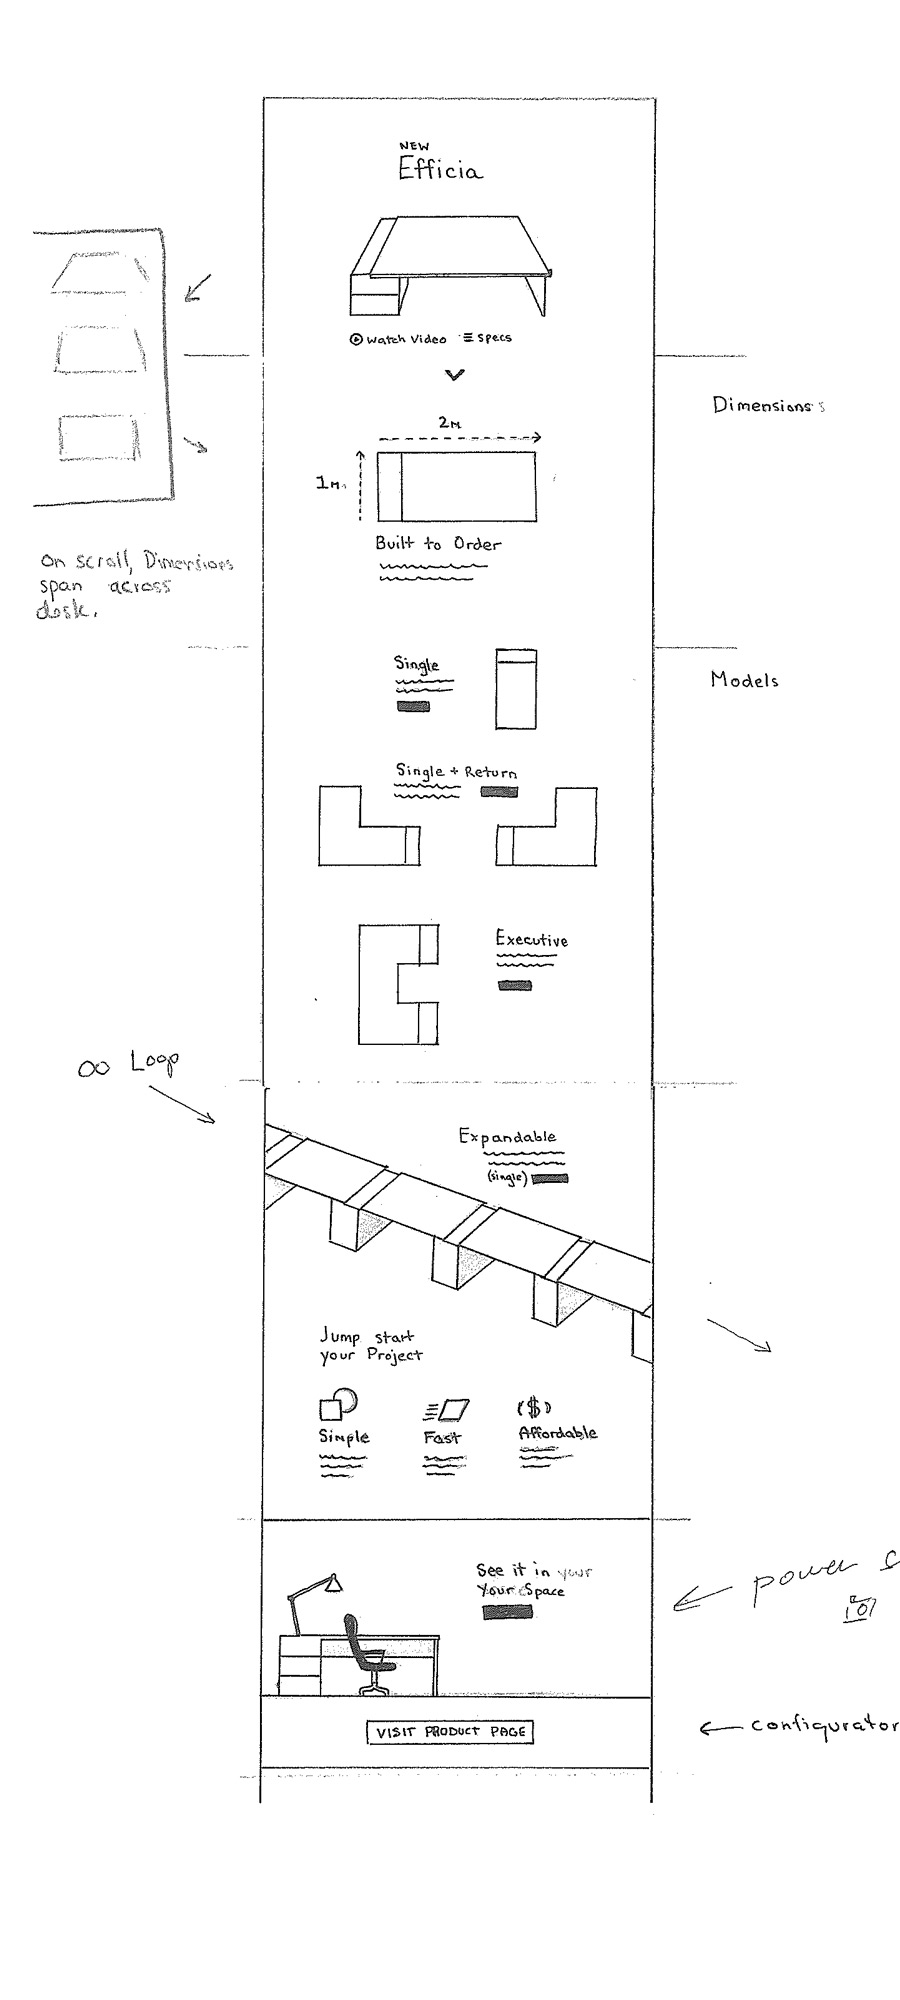 NEW
Efficia
Watch Video
Specs
Dimensions
2m
1m
Built to Order
On scroll, Dimensions
span across
desk.
Single
Models
Single + Return
Executive
∞ Loop
Expandable
(single)
Jump start
your Project
($)
Simple
Fast
Affordable
See it in your
Your Space
power
VISIT PRODUCT PAGE
configurator